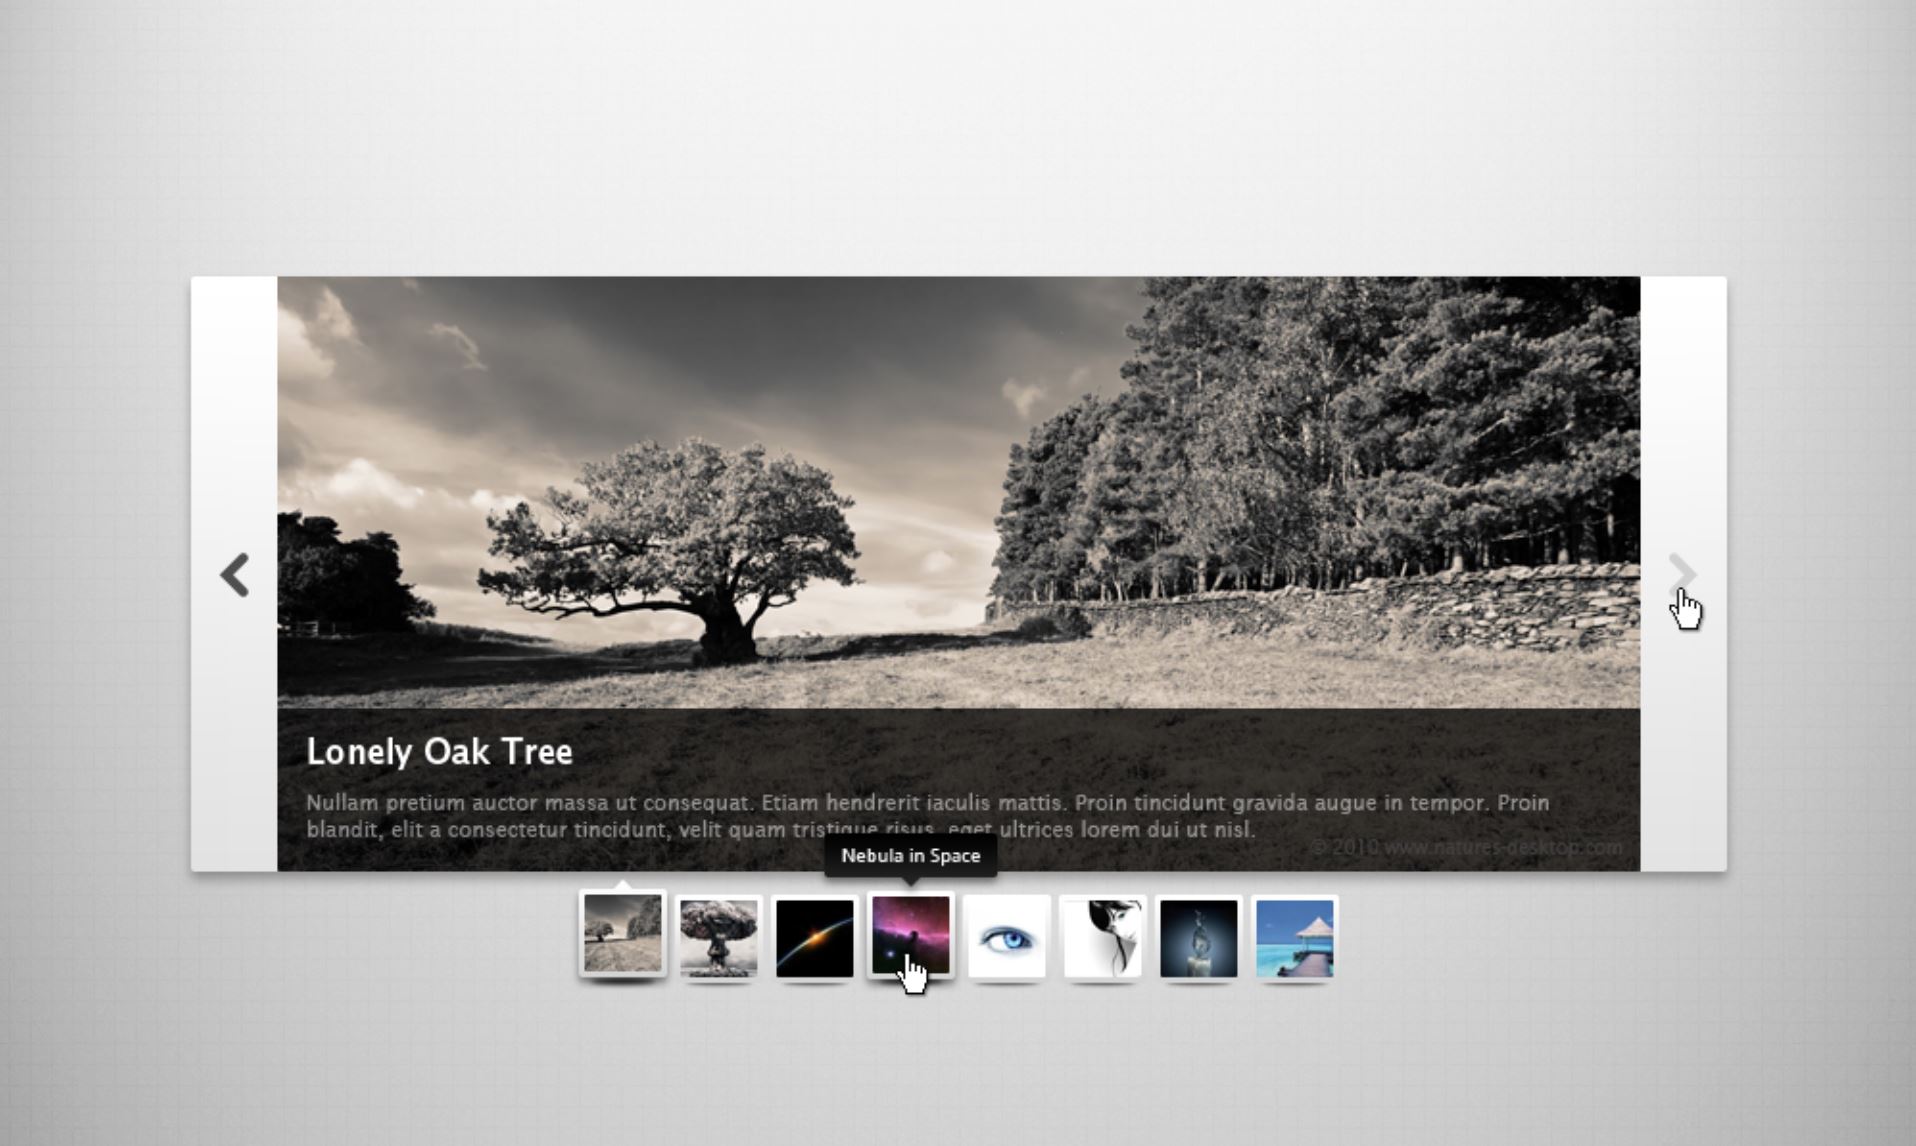 Lonely Oak Tree
Nullam pretium auctor massa ut consequat. Etiam hendrerit iaculis mattis. Proin tincidunt gravida augue in tempor. Proin
blandit, elit a consectetur tincidunt, velit quam tristique risus, eget ultrices lorem dui ut nisl.
© 2010 www.natures-desktop.com
Nebula in Space